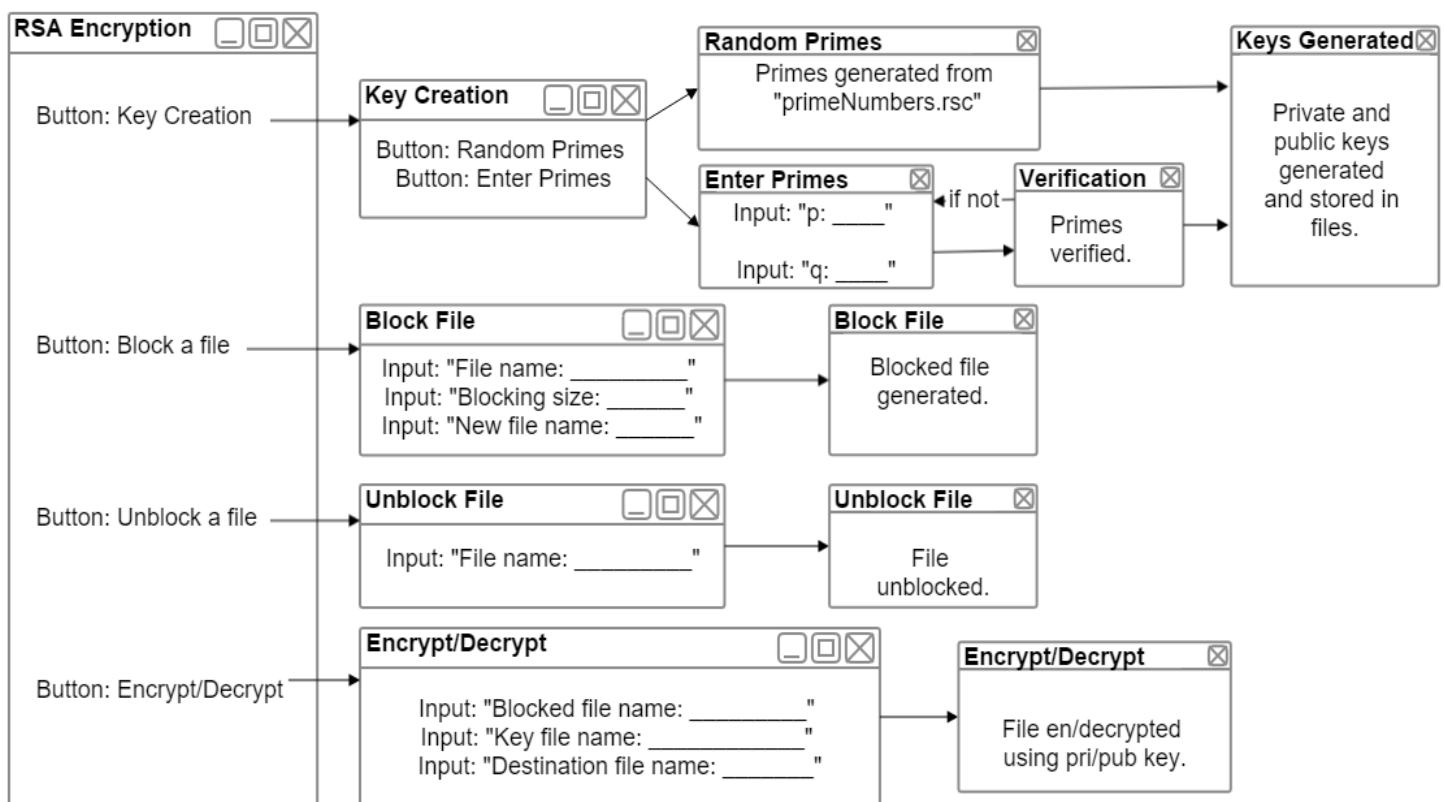 RSA Encryption
Button: Key Creation
Button: Block a file
Button: Unblock a file
Button: Encrypt/Decrypt
Key Creation
Button: Random Primes
Button: Enter Primes
Random Primes
Primes generated from
"primeNumbers.rsc"
Enter Primes
Input: "p: ____"
Input: "q: ____"
if not
Verification
Primes
verified.
Keys Generated
Private and
public keys
generated
and stored in
files.
Block File
Input: "File name: _________"
Input: "Blocking size: ______"
Input: "New file name: ______"
Block File
Blocked file
generated.
Unblock File
Input: "File name: _________"
Unblock File
File
unblocked.
Encrypt/Decrypt
Input: "Blocked file name: _________"
Input: "Key file name: ____________"
Input: "Destination file name: _______"
Encrypt/Decrypt
File en/decrypted
using pri/pub key.